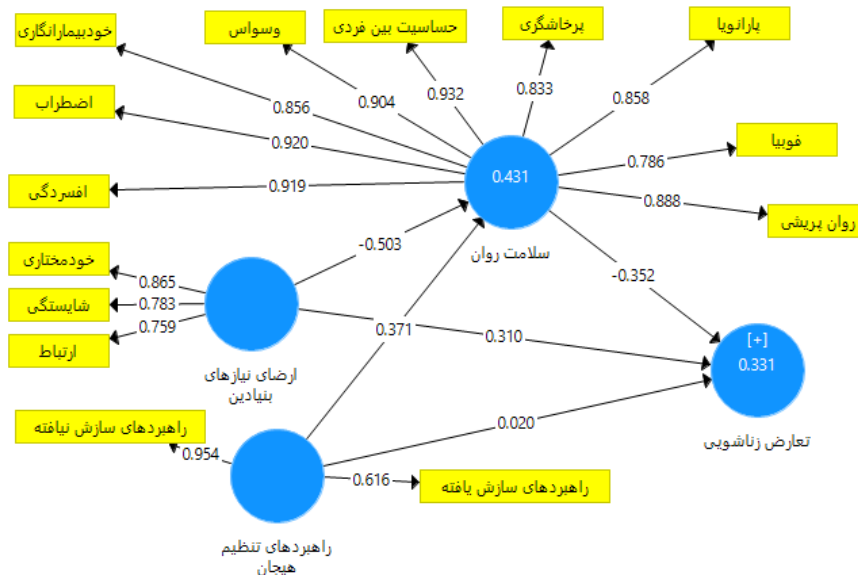 خودبیمارانگاری
وسواس
حساسیت بین فردی
پرخاشگری
پارانویا
0.856
0.904
0.932
0.833
0.858
اضطراب
0.920
فوبیا
0.786
افسردگی
0.919
0.431
0.888
روان پریشی
سلامت روان
-0.503
-0.352
خودمختاری
0.865
شایستگی
0.783
ارتباط
0.759
0.371
0.310
[+]
0.331
ارضای نیازهای
بنیادین
تعارض زناشویی
0.020
راهبردهای سازش نیافته
0.954
0.616
راهبردهای سازش یافته
راهبردهای تنظیم
هیجان